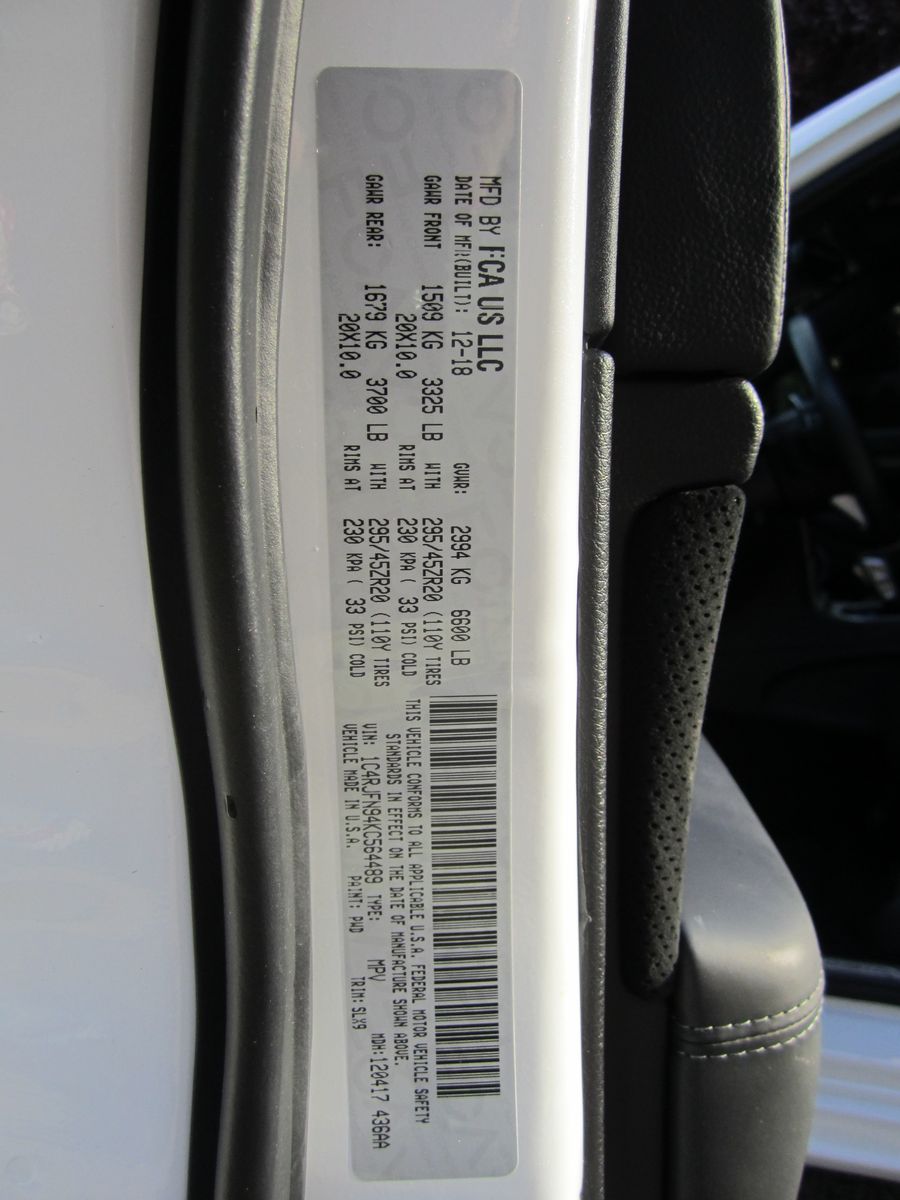 MFD BY FCA US LLC
DATE OF MFR(BUILT): 12-18 GVWR: 2994 KG 6600 LB
GAWR FRONT 1509 KG 3325 LB WITH 295/45ZR20 (110Y TIRES
20X10.0 RIMS AT 230 KPA ( 33 PSI) COLD
GAWR REAR: 1679 KG 3700 LB WITH 295/45ZR20 (110Y TIRES
20X10.0 RIMS AT 230 KPA ( 33 PSI) COLD
THIS VEHICLE CONFORMS TO ALL APPLICABLE U.S.A. FEDERAL MOTOR VEHICLE SAFETY
STANDARDS IN EFFECT ON THE DATE OF MANUFACTURE SHOWN ABOVE.
VIN: 1C4RJFN94KC564489 TYPE: MPV MDH:120417 436AA
VEHICLE MADE IN U.S.A. PAINT: PWD TRIM: SLX9